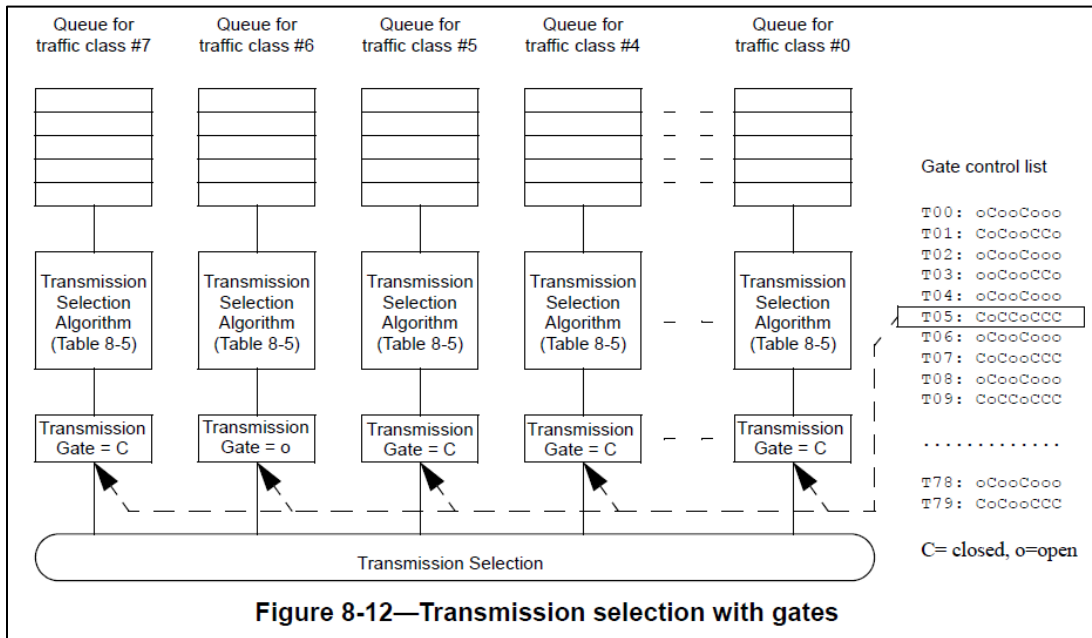 Queue for
traffic class #7
Queue for
traffic class #6
Queue for
traffic class #5
Queue for
traffic class #4
Queue for
traffic class #0
Transmission
Selection
Algorithm
(Table 8-5)
Transmission
Selection
Algorithm
(Table 8-5)
Transmission
Selection
Algorithm
(Table 8-5)
Transmission
Selection
Algorithm
(Table 8-5)
Transmission
Selection
Algorithm
(Table 8-5)
Transmission
Gate = C
Transmission
Gate = o
Transmission
Gate = C
Transmission
Gate = C
Transmission
Gate = C
Transmission Selection
Gate control list
T00: oCooCooo
T01: CoCooCCo
T02: oCooCooo
T03: ooCooCCo
T04: oCooCooo
T05: CoCCoCCC
T06: oCooCooo
T07: CoCooCCC
T08: oCooCooo
T09: CoCCoCCC
. . . . . . . . . . . . .
T78: oCooCooo
T79: CoCooCCC
C= closed, o=open
Figure 8-12—Transmission selection with gates